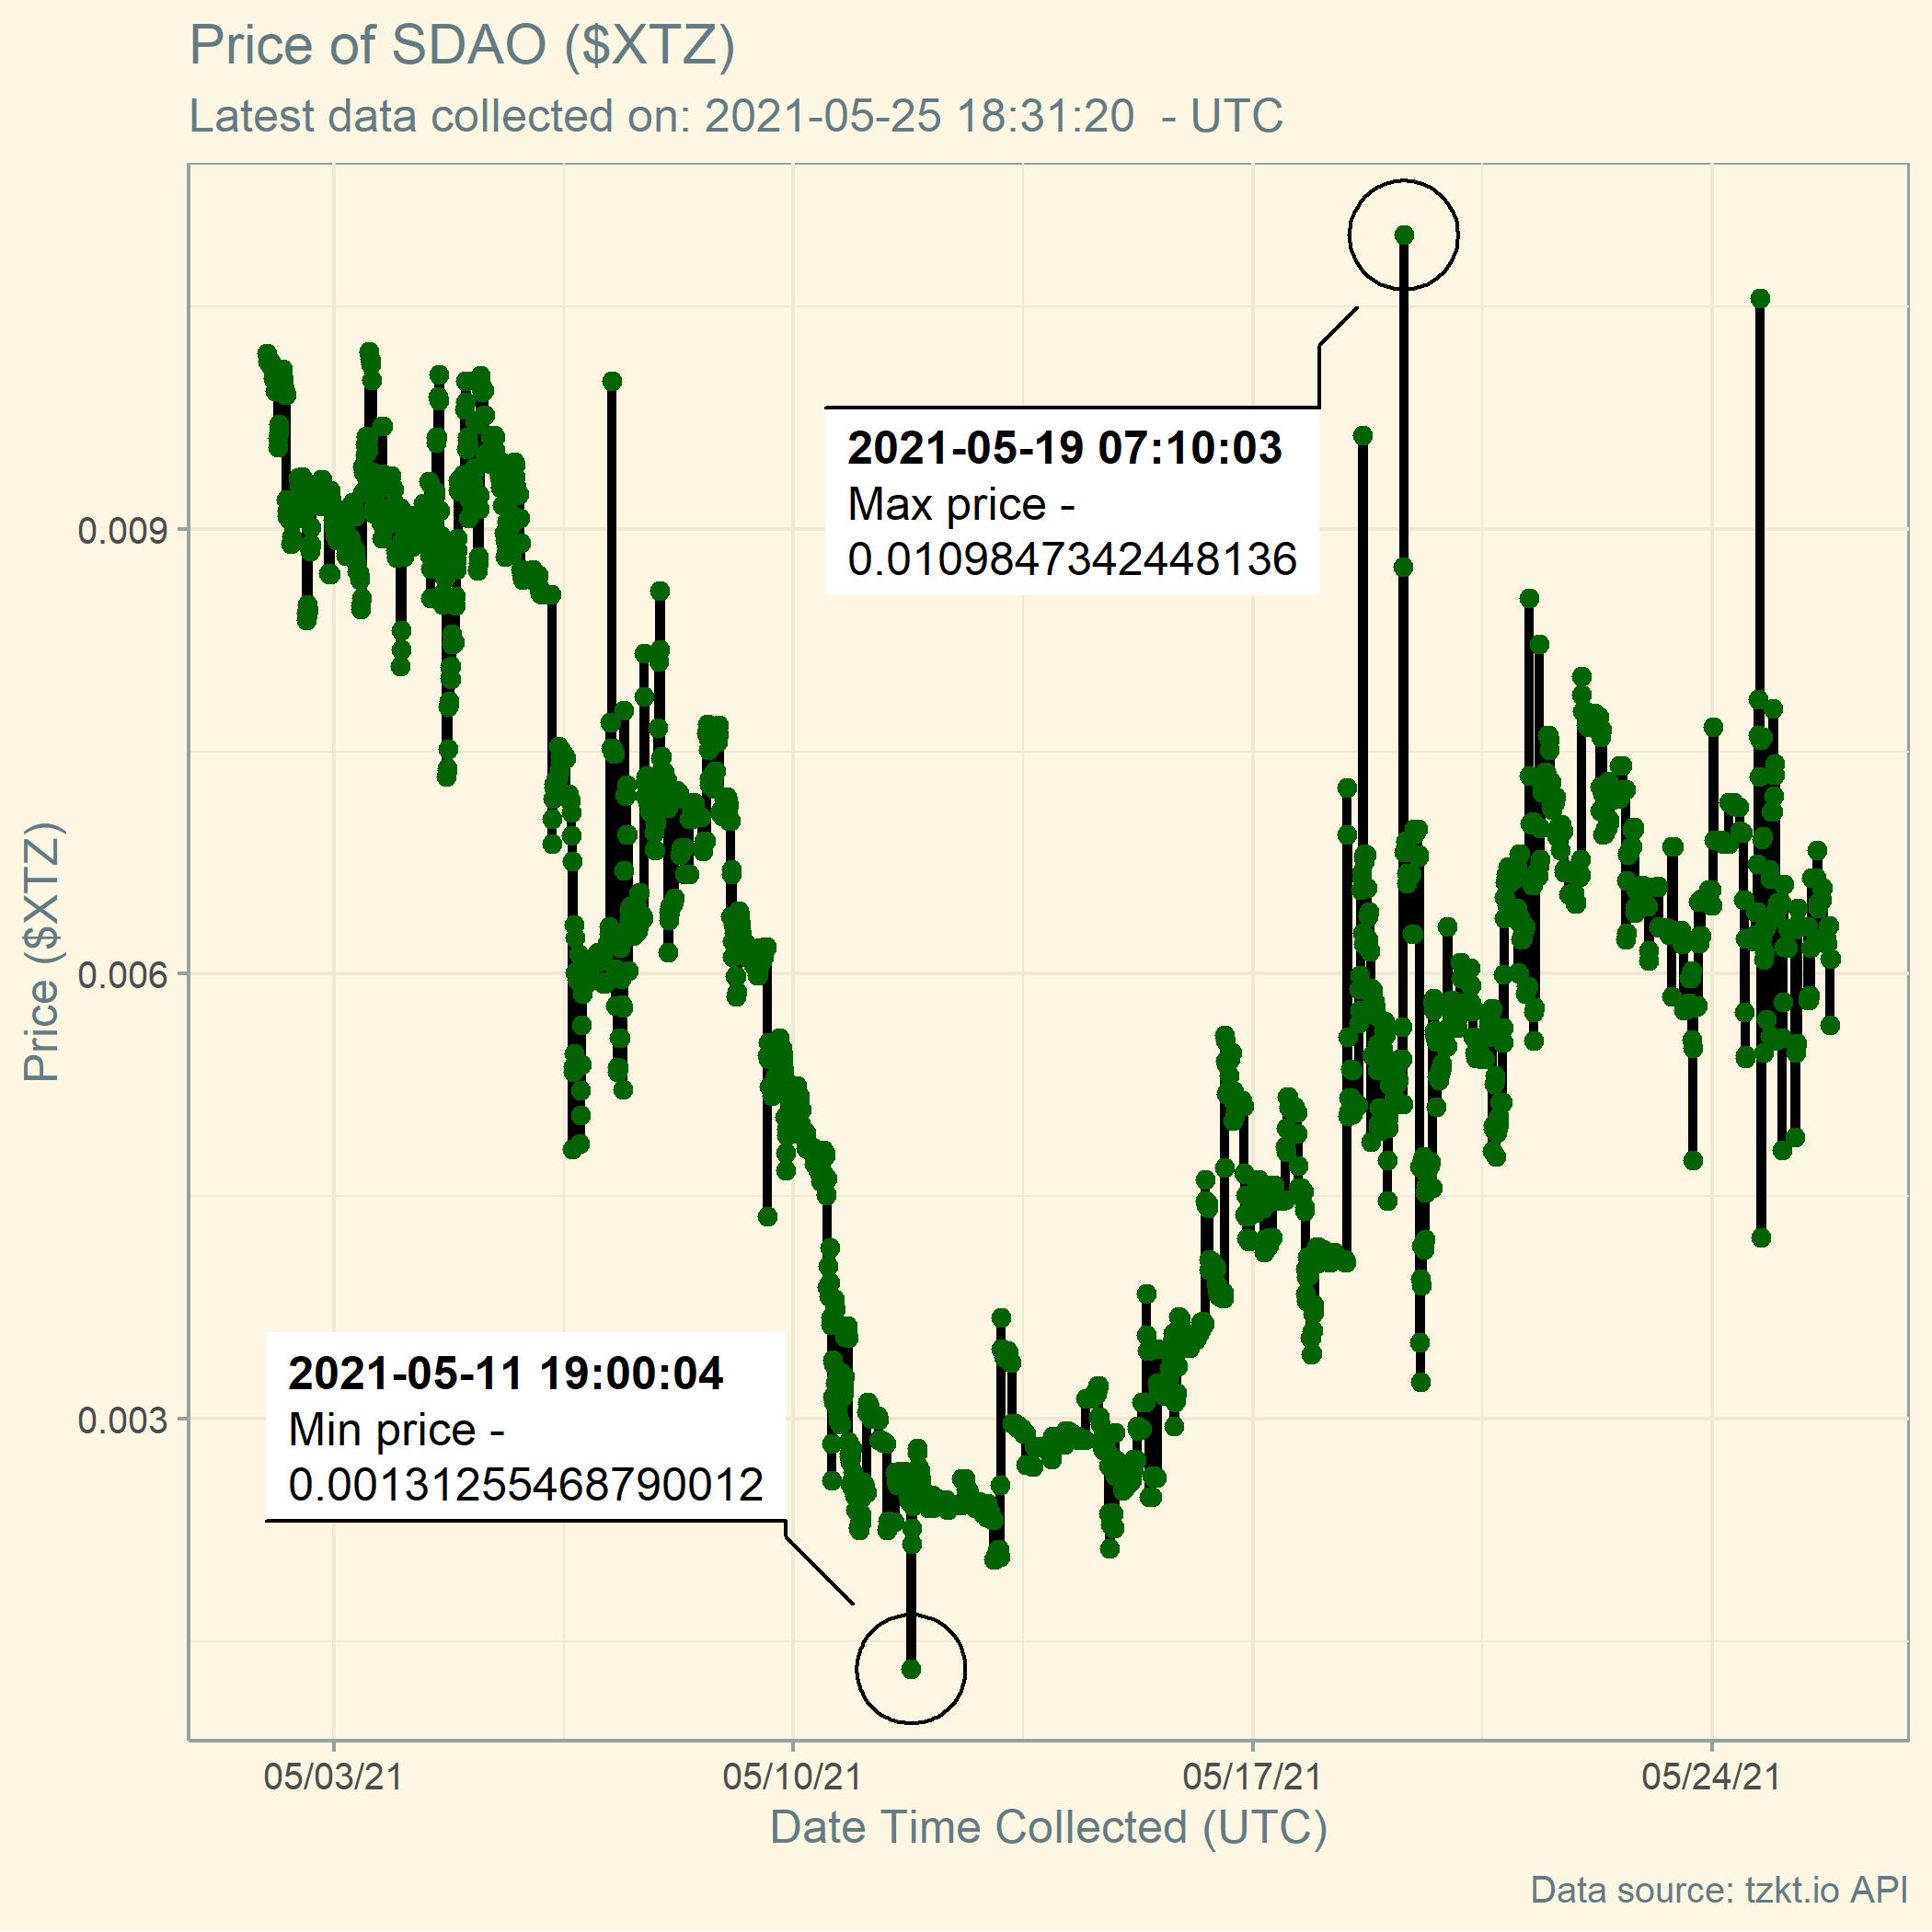 Price of SDAO ($XTZ)
Latest data collected on: 2021-05-25 18:31:20  - UTC
2021-05-19 07:10:03
Max price -
0.0109847342448136
0.009
Price ($XTZ)
0.006
0.003
2021-05-11 19:00:04
Min price -
0.00131255468790012
05/03/21
05/10/21
05/17/21
05/24/21
Date Time Collected (UTC)
Data source: tzkt.io API